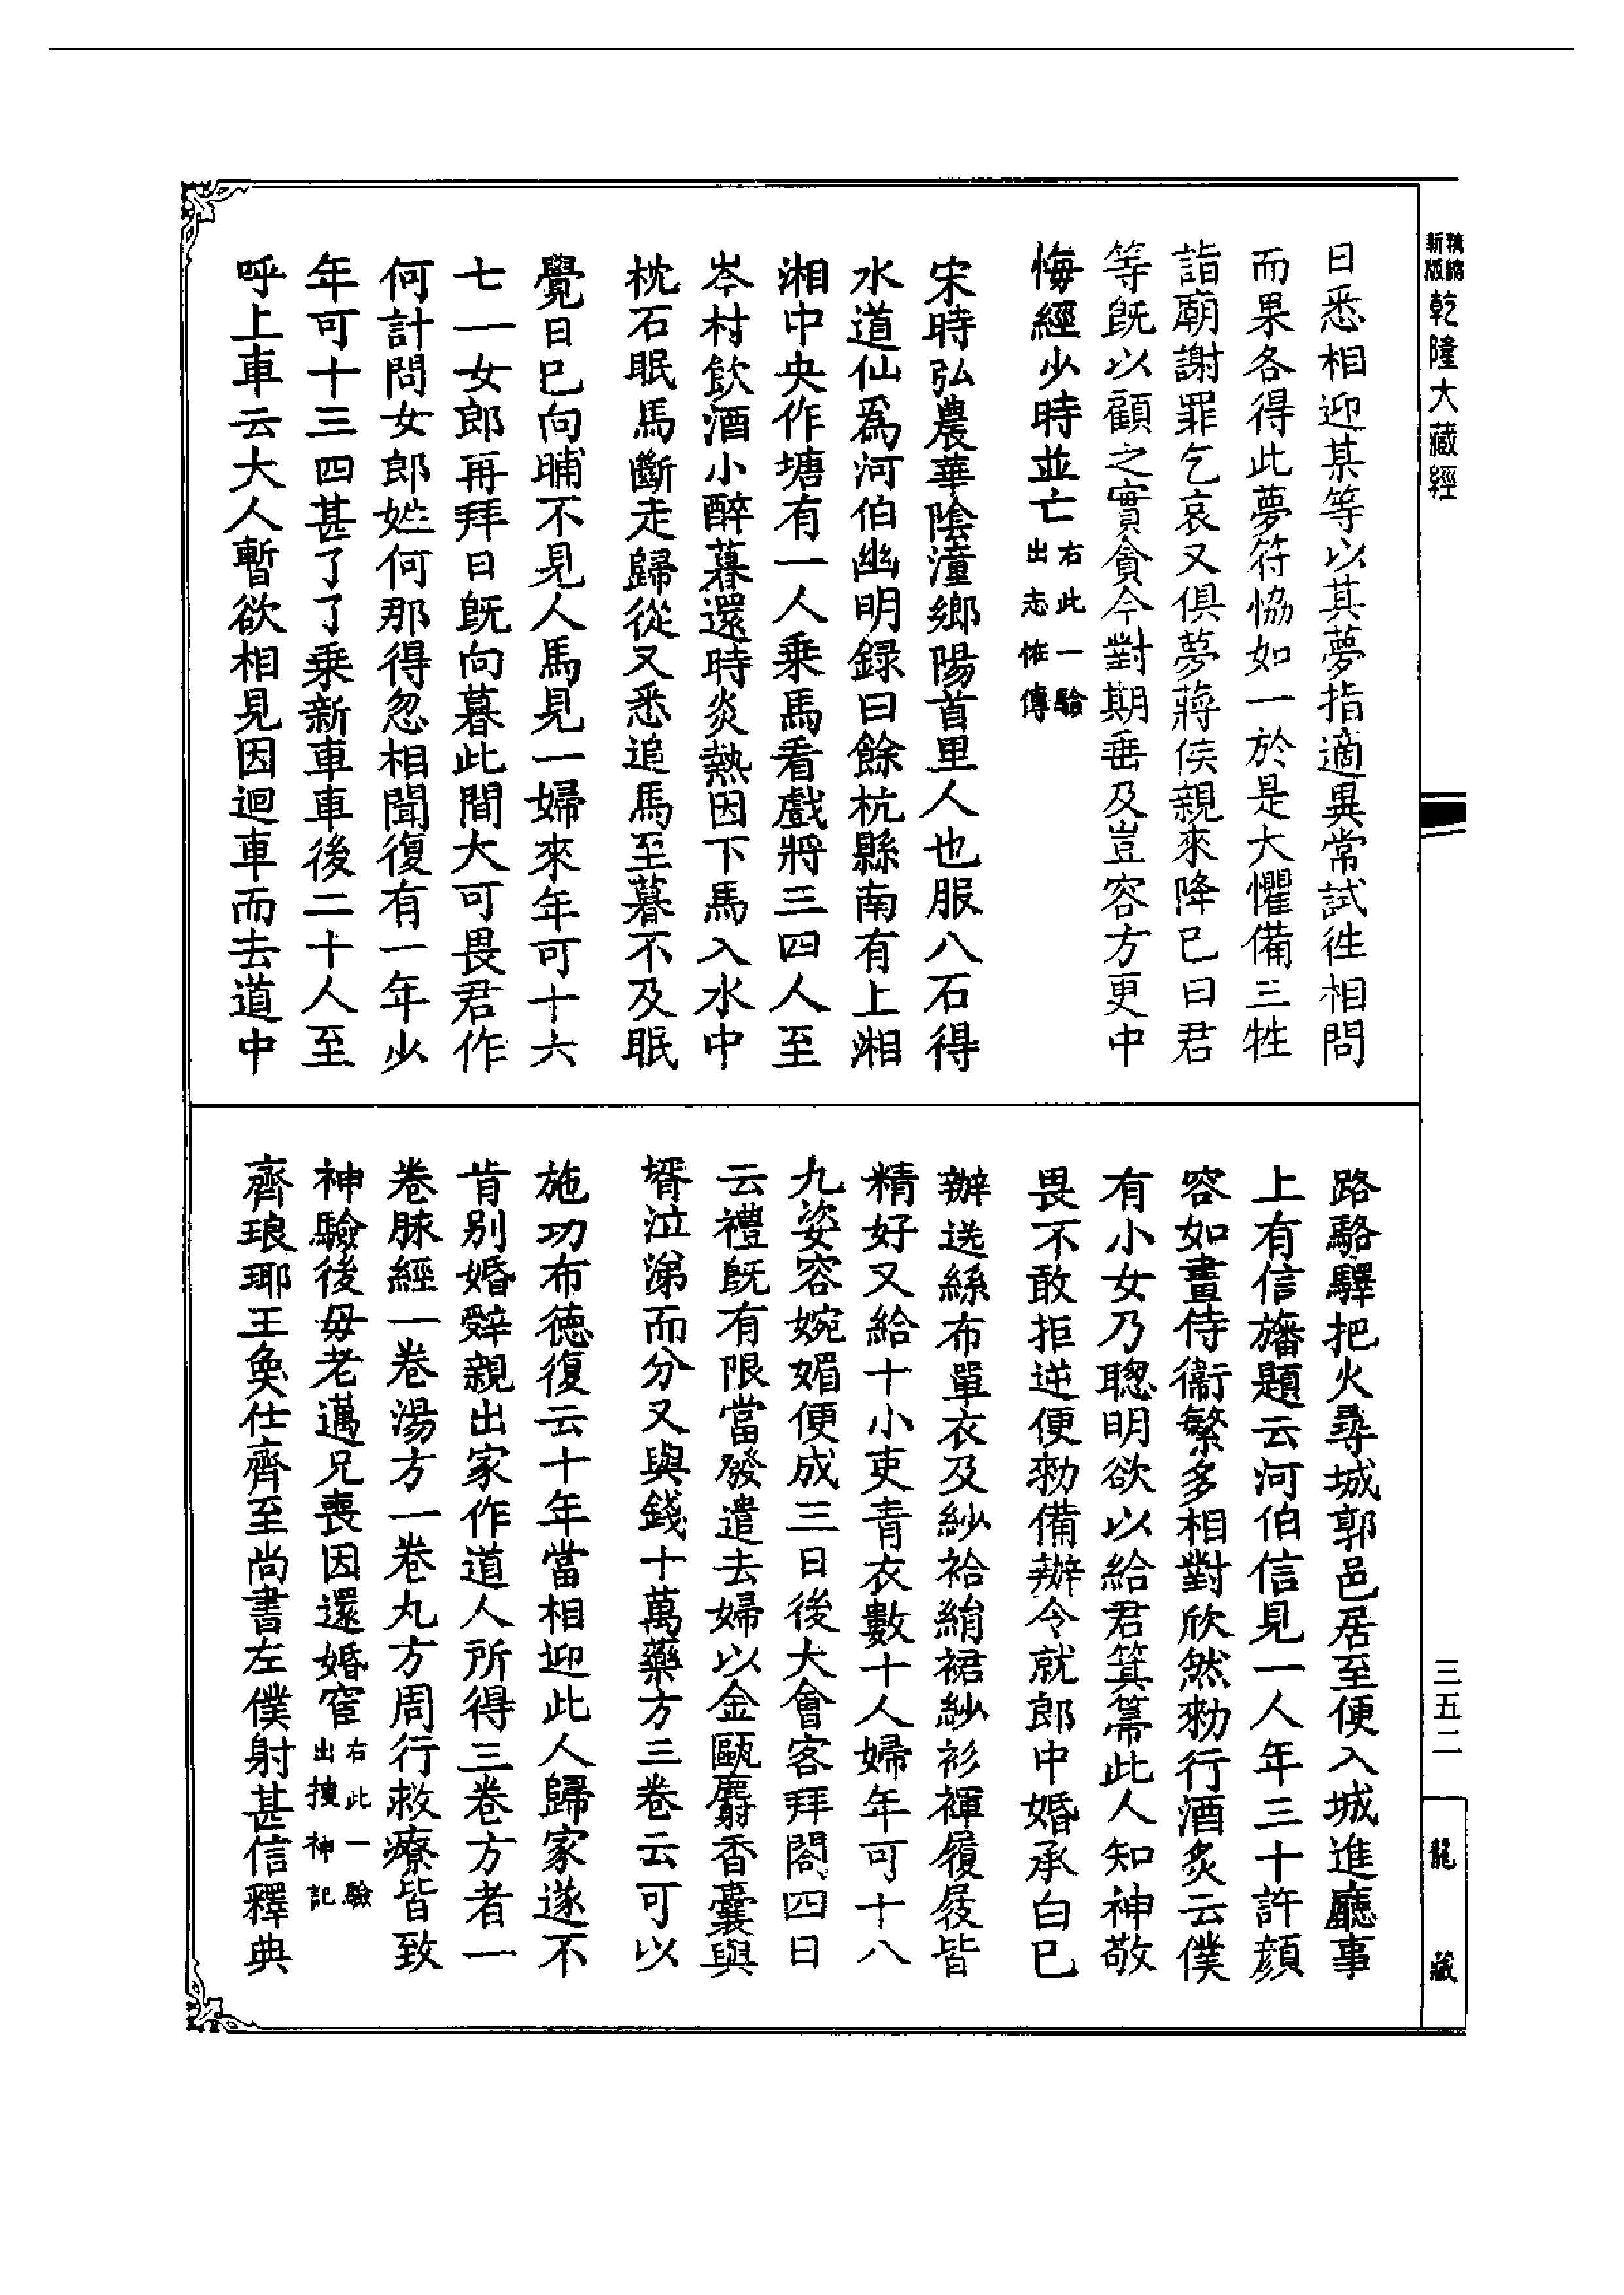 精縮新版 乾隆大藏經
日悉相迎某等以其夢指適異常試徃相問
而果各得此夢符恊如一於是大懼備三牲
詣廟謝罪乞哀又俱夢蔣侯親來降已曰君
等旣以顧之實貪今對期垂及豈容方更中
悔經少時並亡右此一驗出志怪傳
宋時弘農華陰潼鄉陽首里人也服八石得
水道仙爲河伯幽明録曰餘杭縣南有上湘
湘中央作塘有一人乗馬看戲將三四人至
岑村飲酒小醉暮還時炎熱因下馬入水中
枕石眠馬斷走歸從又悉追馬至暮不及眠
覺日已向晡不見人馬見一婦來年可十六
七一女郎再拜曰旣向暮此間大可畏君作
何計問女郎姓何那得忽相聞復有一年少
年可十三四甚了了乗新車車後二十人至
呼上車云大人暫欲相見因迴車而去道中
路駱驛把火尋城郭邑居至便入城進廳事
上有信旛題云河伯信見一人年三十許顔
容如畫侍衞繁多相對欣然勑行酒炙云僕
有小女乃聰明欲以給君箕箒此人知神敬
畏不敢拒逆便勑備辦令就郎中婚承白已
辦送絲布單衣及紗袷絹裙紗衫褌履屐皆
精好又給十小吏青衣數十人婦年可十八
九姿容婉媚便成三日後大會客拜閤四日
云禮旣有限當發遣去婦以金甌麝香囊與
壻泣涕而分又與錢十萬藥方三卷云可以
施功布徳復云十年當相迎此人歸家遂不
肯别婚辤親出家作道人所得三卷方者一
卷脉經一卷湯方一卷丸方周行救療皆致
神驗後毋老邁兄喪因還婚宦右此一驗出搜神記
齊琅瑘王奐仕齊至尚書左僕射甚信釋典
三五二
龍藏